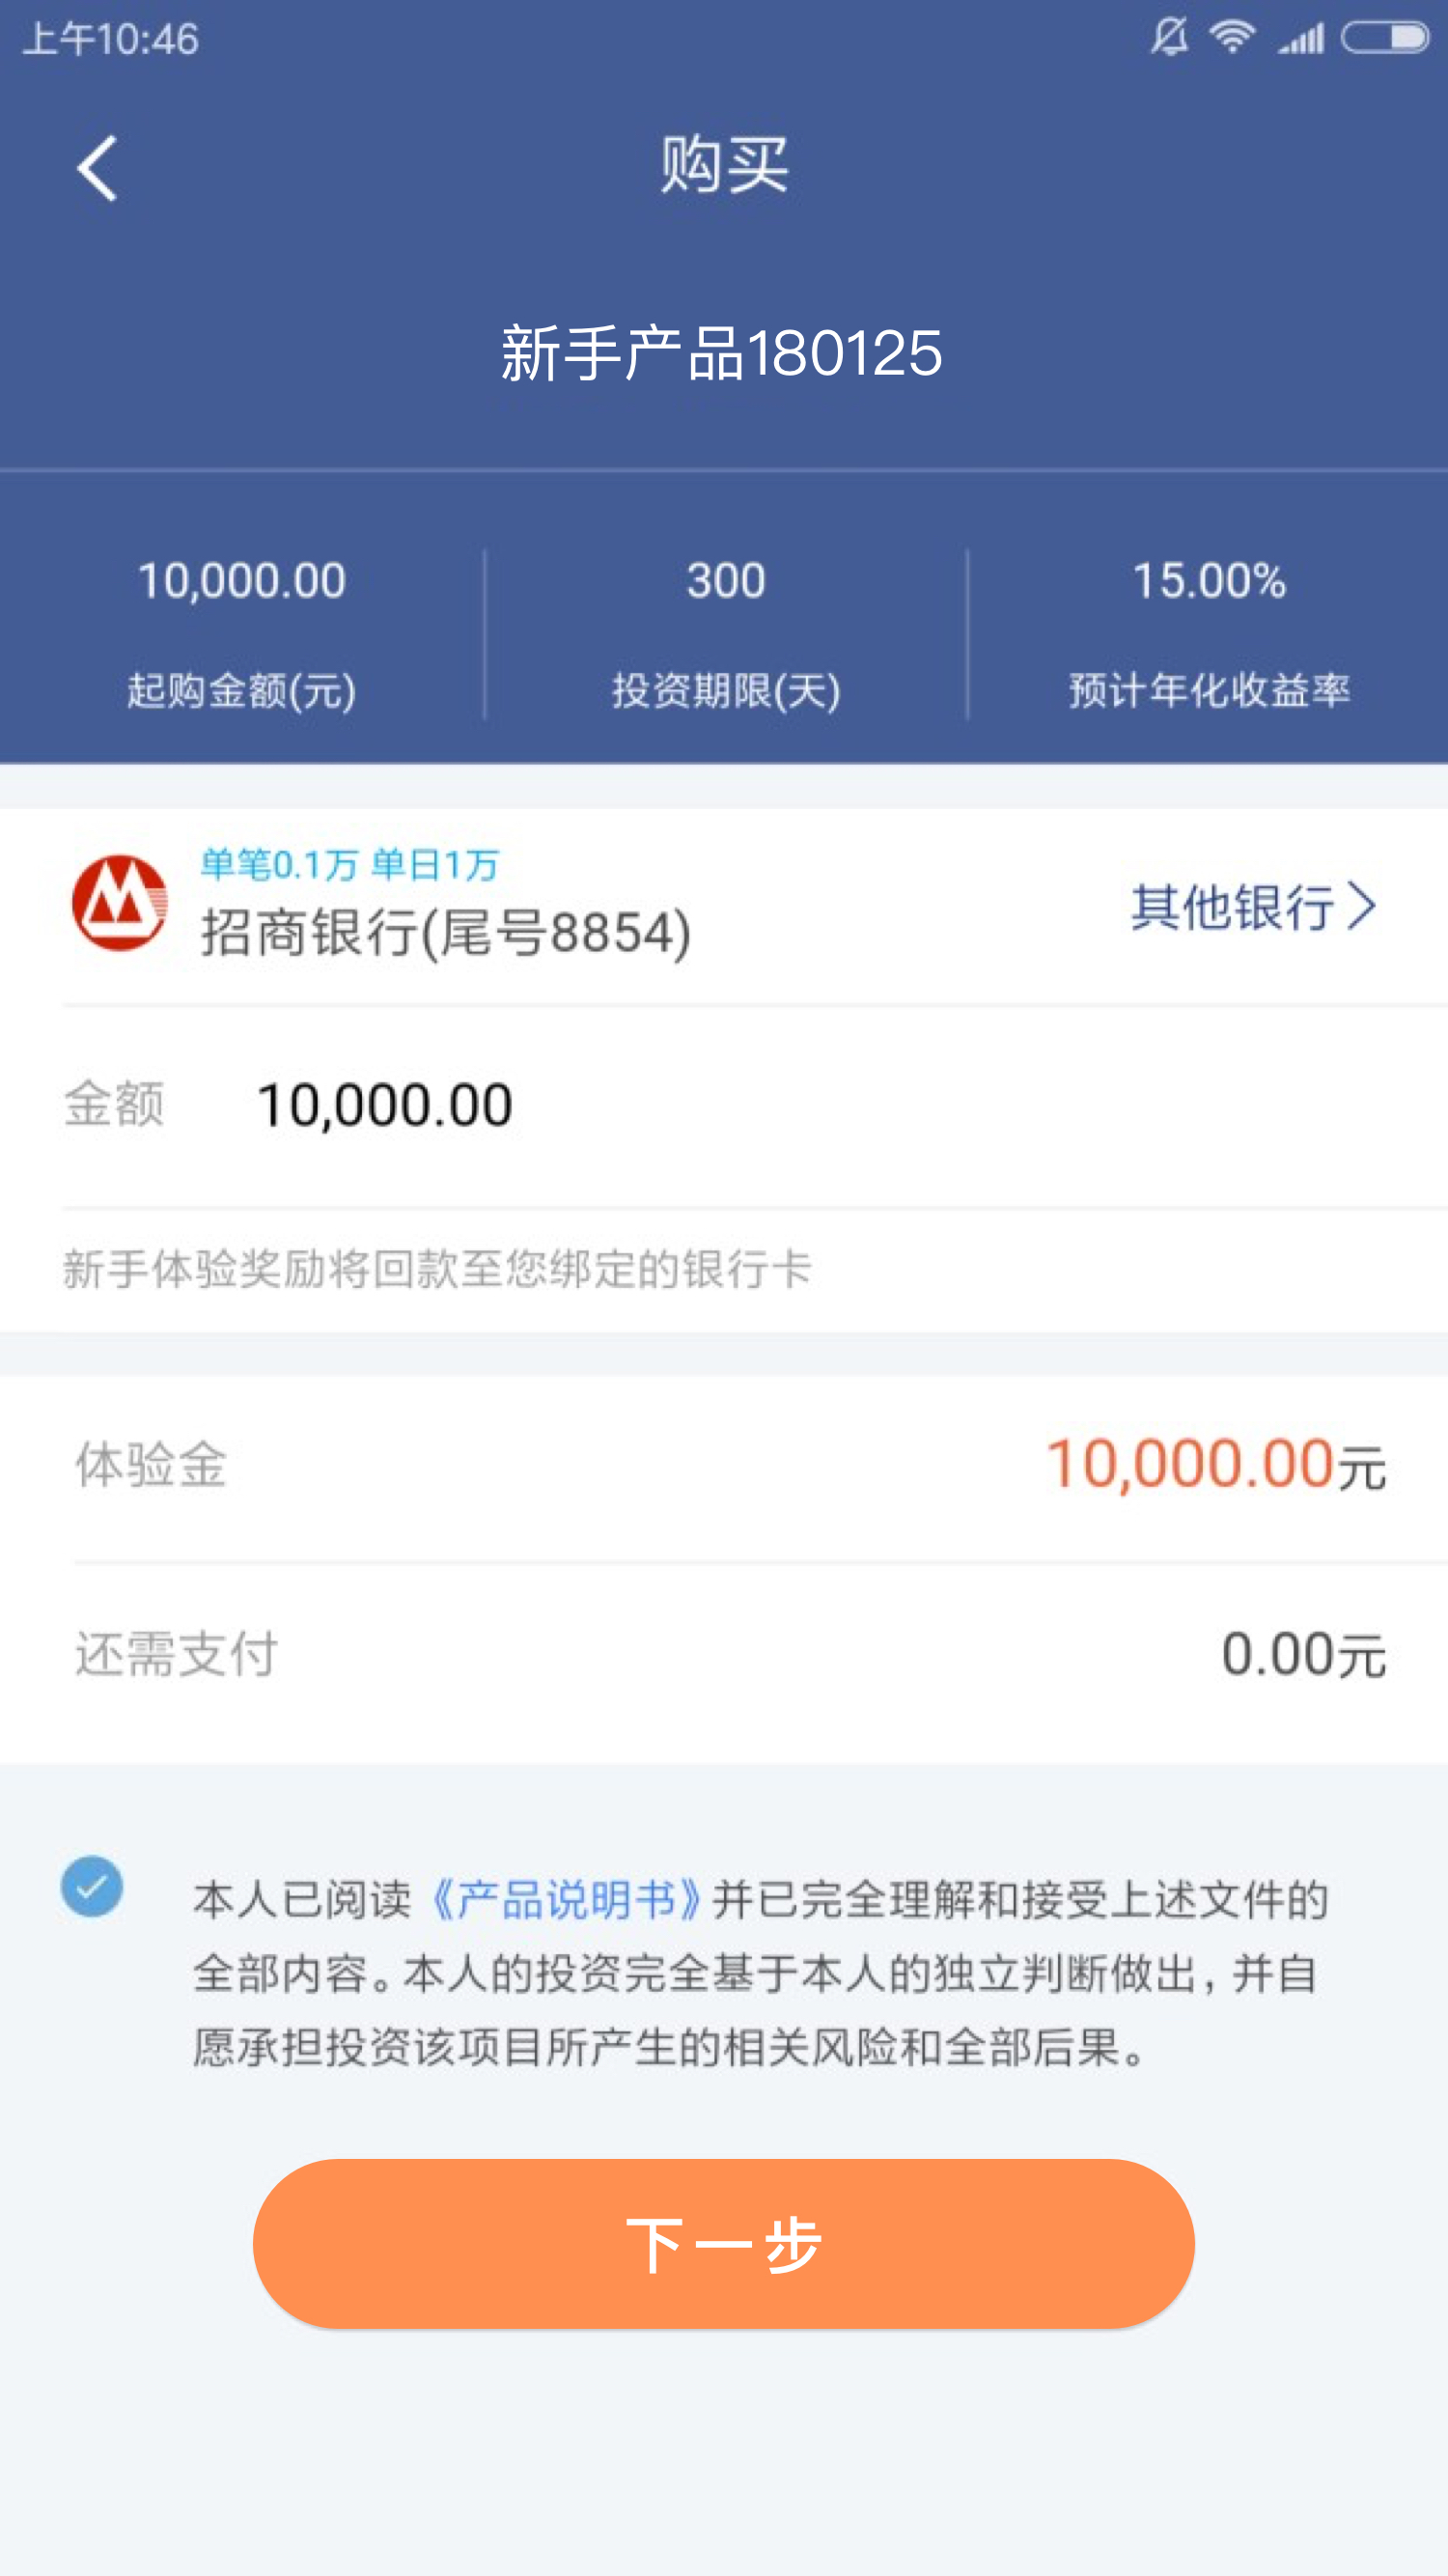 上午10:46
购买
新手产品180125
10,000.00
300
15.00%
起购金额(元)
投资期限(天)
预计年化收益率
单笔0.1万 单日1万
招商银行(尾号8854)
其他银行
金额 10,000.00
新手体验奖励将回款至您绑定的银行卡
体验金 10,000.00元
还需支付 0.00元
本人已阅读《产品说明书》并已完全理解和接受上述文件的
全部内容。本人的投资完全基于本人的独立判断做出，并自
愿承担投资该项目所产生的相关风险和全部后果。
下一步